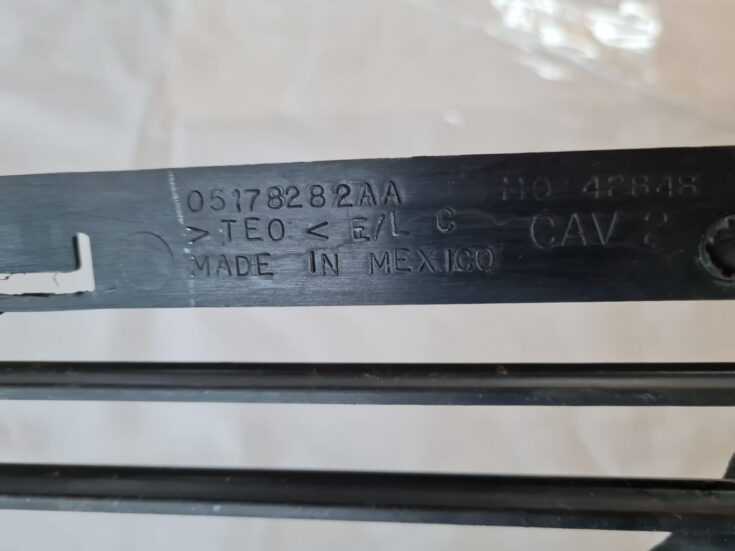 05178282AA
>TEO< E/L C
MADE IN MEXICO
CAV 2